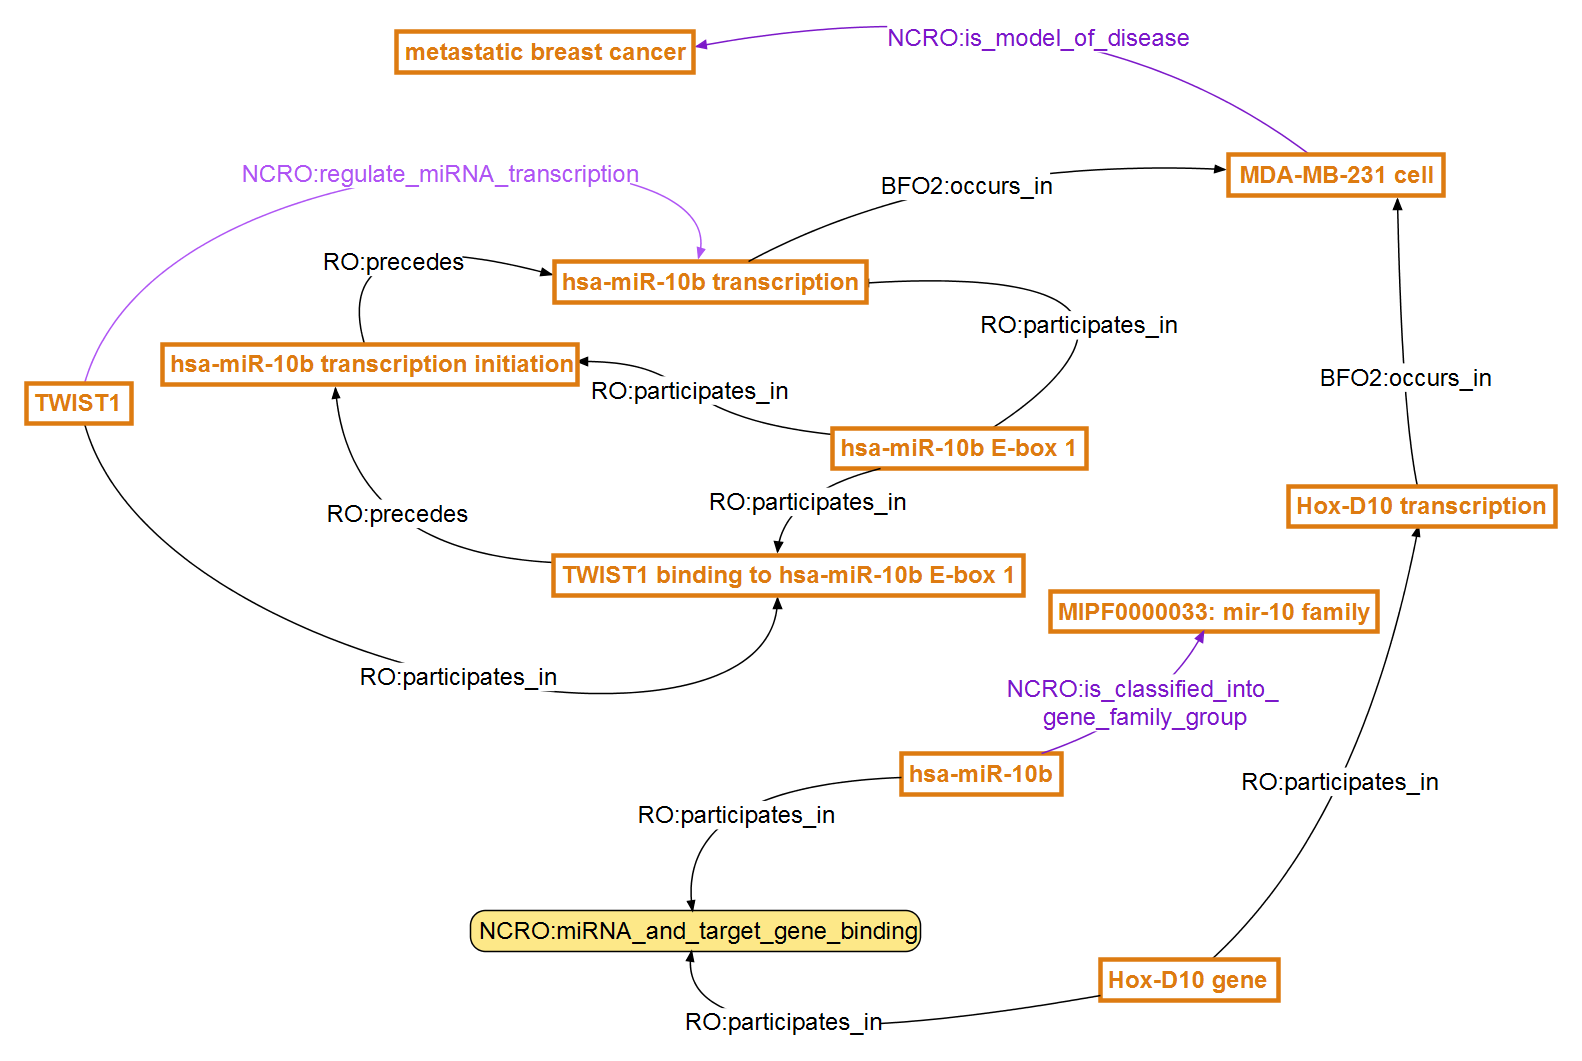 NCRO:is_model_of_disease
metastatic breast cancer
NCRO:regulate_miRNA_transcription
BFO2:occurs_in
MDA-MB-231 cell
RO:precedes
hsa-miR-10b transcription
RO:participates_in
hsa-miR-10b transcription initiation
BFO2:occurs_in
RO:participates_in
TWIST1
hsa-miR-10b E-box 1
RO:participates_in
Hox-D10 transcription
RO:precedes
TWIST1 binding to hsa-miR-10b E-box 1
MIPF0000033: mir-10 family
RO:participates_in
NCRO:is_classified_into_
gene_family_group
hsa-miR-10b
RO:participates_in
RO:participates_in
NCRO:miRNA_and_target_gene_binding
Hox-D10 gene
RO:participates_in